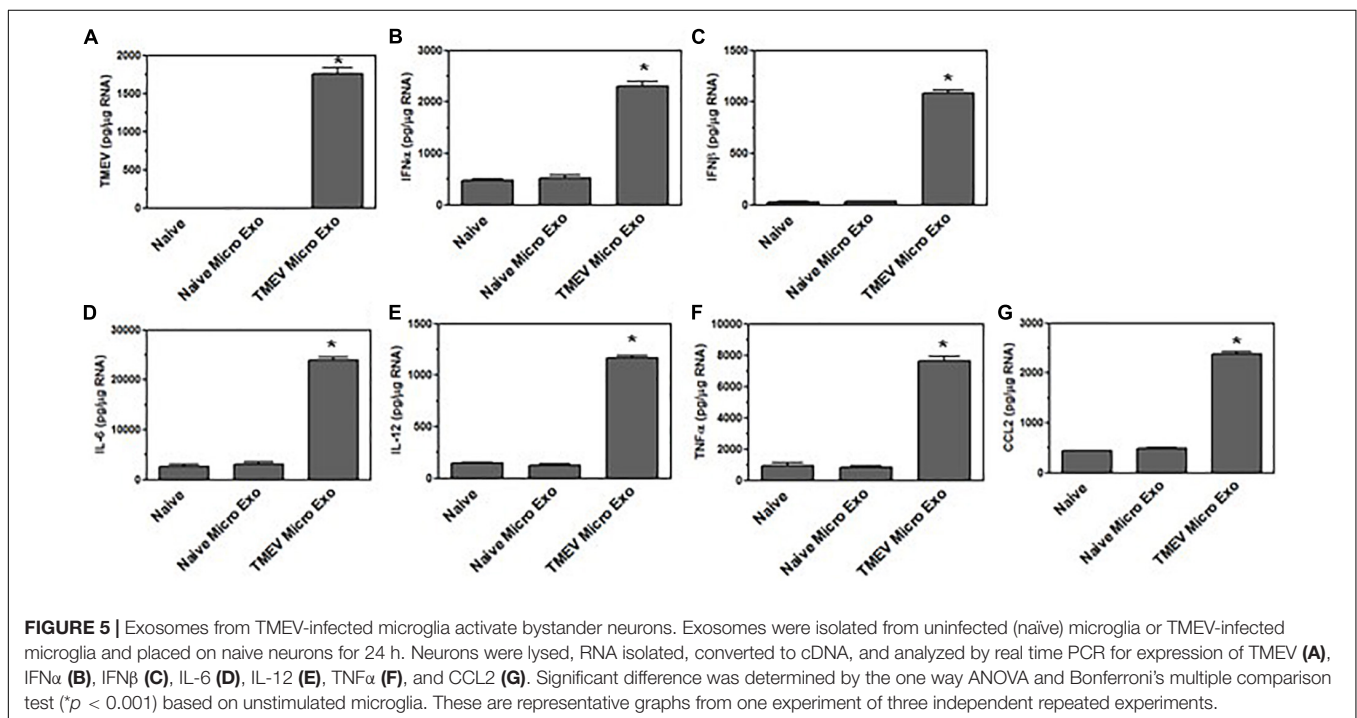 A
TMEV (pg/µg RNA)
2000
1500
1000
500
0
*
Naive
Naive Micro Exo
TMEV Micro Exo
B
IFNα (pg/µg RNA)
3000
2000
1000
0
*
Naive
Naive Micro Exo
TMEV Micro Exo
C
IFNβ (pg/µg RNA)
1500
1000
500
0
*
Naive
Naive Micro Exo
TMEV Micro Exo
D
IL-6 (pg/µg RNA)
30000
20000
10000
0
*
Naive
Naive Micro Exo
TMEV Micro Exo
E
IL-12 (pg/µg RNA)
1500
1000
500
0
*
Naive
Naive Micro Exo
TMEV Micro Exo
F
TNFα (pg/µg RNA)
10000
8000
6000
4000
2000
0
*
Naive
Naive Micro Exo
TMEV Micro Exo
G
CCL2 (pg/µg RNA)
3000
2000
1000
0
*
Naive
Naive Micro Exo
TMEV Micro Exo
FIGURE 5 | Exosomes from TMEV-infected microglia activate bystander neurons. Exosomes were isolated from uninfected (naïve) microglia or TMEV-infected
microglia and placed on naive neurons for 24 h. Neurons were lysed, RNA isolated, converted to cDNA, and analyzed by real time PCR for expression of TMEV (A),
IFNα (B), IFNβ (C), IL-6 (D), IL-12 (E), TNFα (F), and CCL2 (G). Significant difference was determined by the one way ANOVA and Bonferroni's multiple comparison
test (*p < 0.001) based on unstimulated microglia. These are representative graphs from one experiment of three independent repeated experiments.